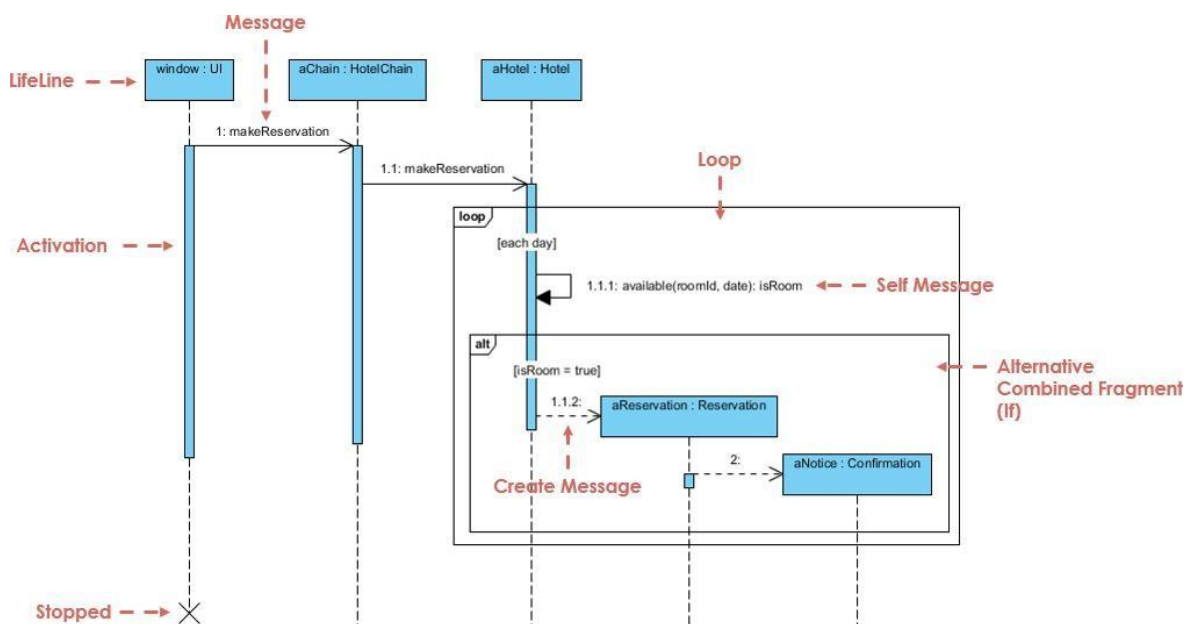 Message
LifeLine
window : UI
aChain : HotelChain
aHotel : Hotel
1: makeReservation
1.1: makeReservation
Loop
loop
Activation
[each day]
1.1.1: available(roomId, date): isRoom
Self Message
alt
[isRoom = true]
Alternative
Combined Fragment
(If)
1.1.2:
aReservation : Reservation
2:
aNotice : Confirmation
Create Message
Stopped